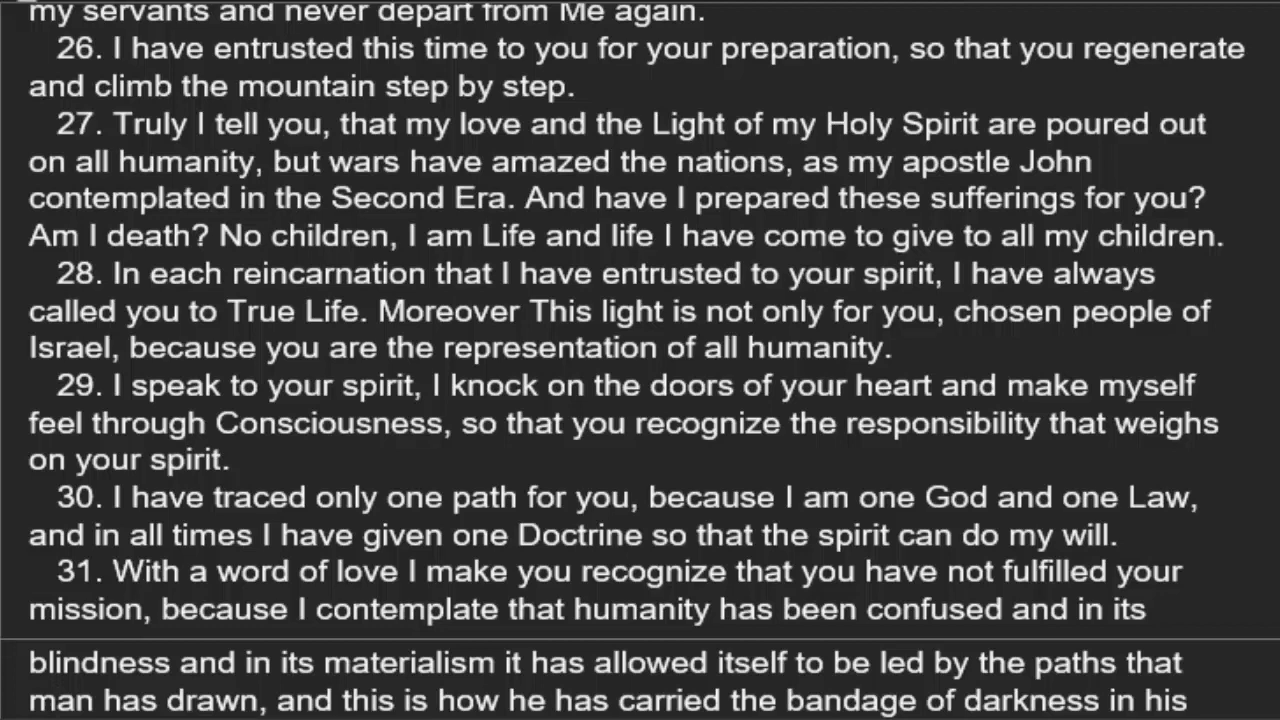 my servants and never depart from Me again.
26. I have entrusted this time to you for your preparation, so that you regenerate
and climb the mountain step by step.
27. Truly I tell you, that my love and the Light of my Holy Spirit are poured out
on all humanity, but wars have amazed the nations, as my apostle John
contemplated in the Second Era. And have I prepared these sufferings for you?
Am I death? No children, I am Life and life I have come to give to all my children.
28. In each reincarnation that I have entrusted to your spirit, I have always
called you to True Life. Moreover This light is not only for you, chosen people of
Israel, because you are the representation of all humanity.
29. I speak to your spirit, I knock on the doors of your heart and make myself
feel through Consciousness, so that you recognize the responsibility that weighs
on your spirit.
30. I have traced only one path for you, because I am one God and one Law,
and in all times I have given one Doctrine so that the spirit can do my will.
31. With a word of love I make you recognize that you have not fulfilled your
mission, because I contemplate that humanity has been confused and in its
blindness and in its materialism it has allowed itself to be led by the paths that
man has drawn, and this is how he has carried the bandage of darkness in his